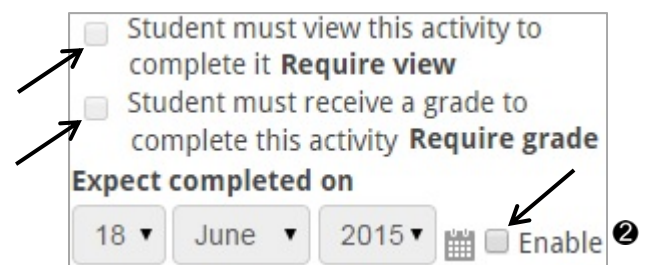 Student must view this activity to
complete it Require view
Student must receive a grade to
complete this activity Require grade
Expect completed on
18 June 2015 Enable ❷